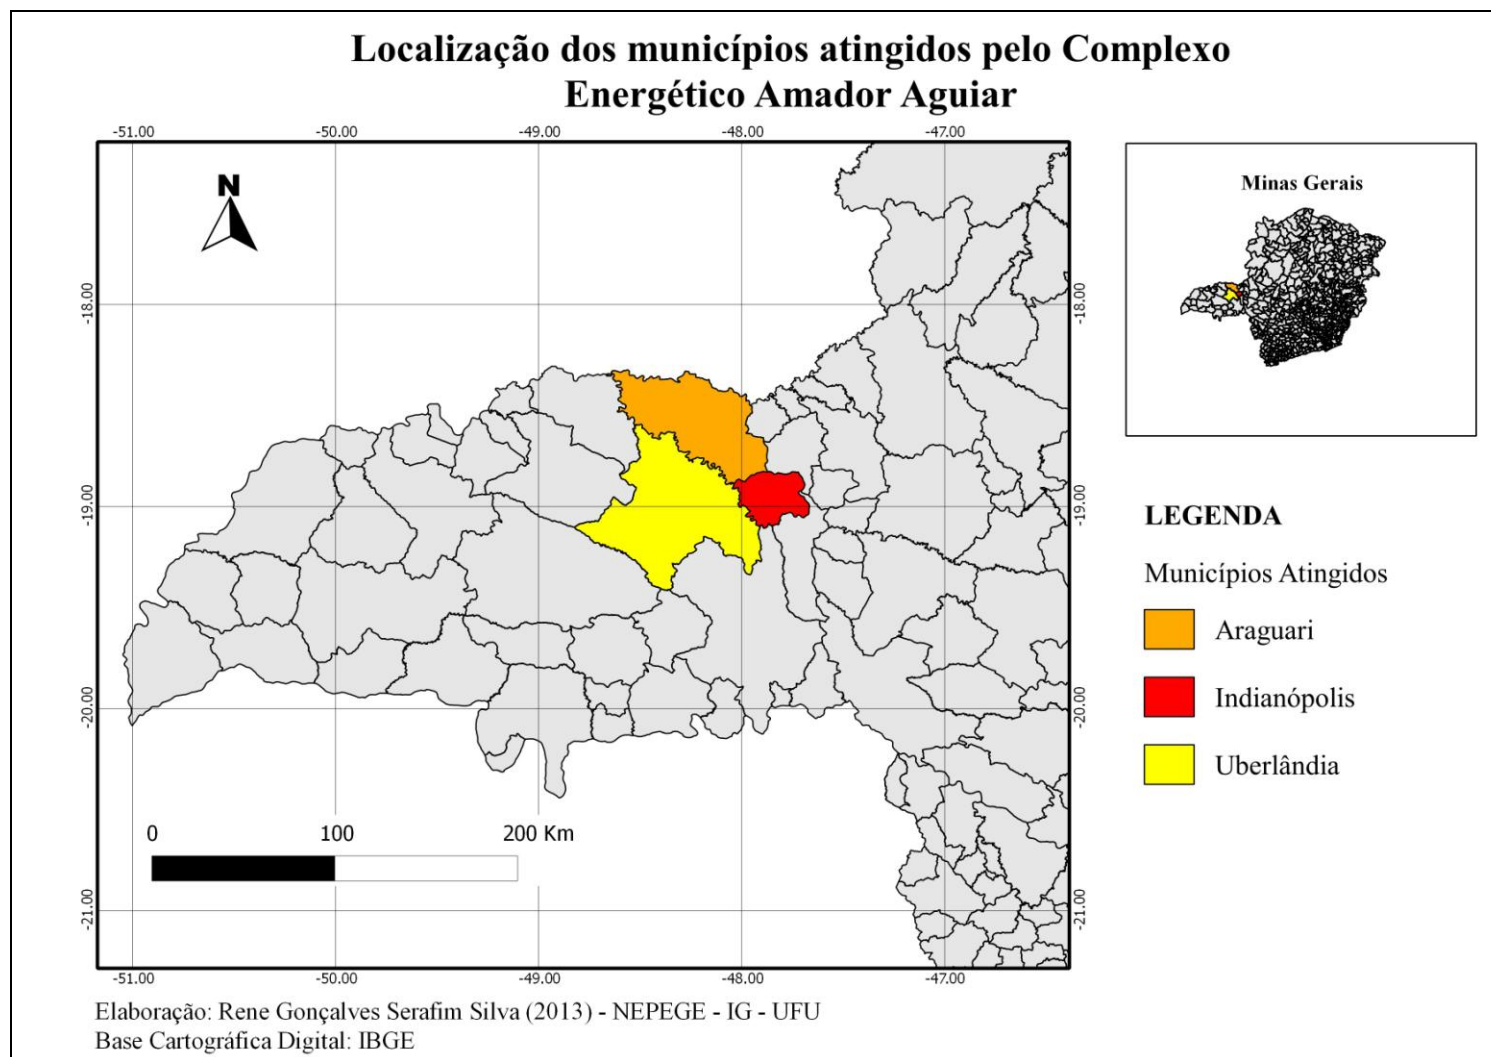 Localização dos municípios atingidos pelo Complexo
Energético Amador Aguiar
-51.00 -50.00 -49.00 -48.00 -47.00
N
Minas Gerais
-18.00 -18.00
-19.00 -19.00
LEGENDA
Municípios Atingidos
Araguari
Indianópolis
-20.00 -20.00
Uberlândia
0 100 200 Km
-21.00 -21.00
-51.00 -50.00 -49.00 -48.00 -47.00
Elaboração: Rene Gonçalves Serafim Silva (2013) - NEPEGE - IG - UFU
Base Cartográfica Digital: IBGE